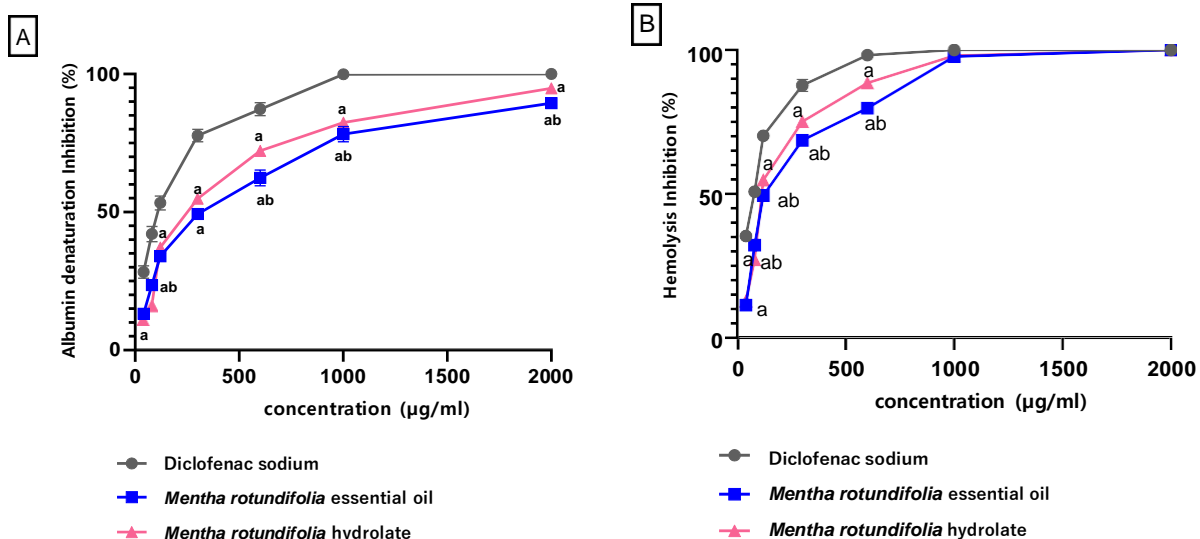 A
Albumin denaturation Inhibition (%)
100
50
0
a
a
a
a
a
a
ab
ab
ab
ab
a
0
500
1000
1500
2000
concentration (µg/ml)
Diclofenac sodium
Mentha rotundifolia essential oil
Mentha rotundifolia hydrolate
B
Hemolysis Inhibition (%)
100
50
0
a
a
a
ab
ab
ab
a
ab
a
0
500
1000
1500
2000
concentration (µg/ml)
Diclofenac sodium
Mentha rotundifolia essential oil
Mentha rotundifolia hydrolate